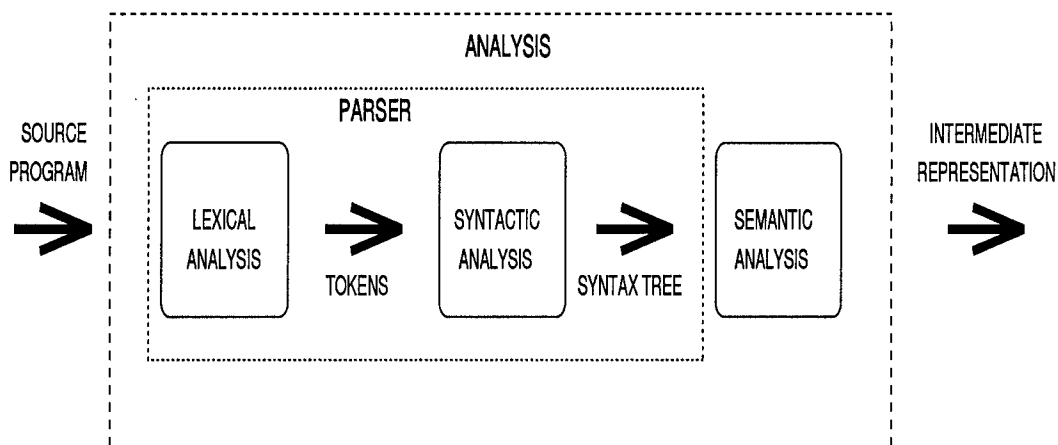 ANALYSIS
PARSER
SOURCE
PROGRAM
LEXICAL
ANALYSIS
TOKENS
SYNTACTIC
ANALYSIS
SYNTAX TREE
SEMANTIC
ANALYSIS
INTERMEDIATE
REPRESENTATION